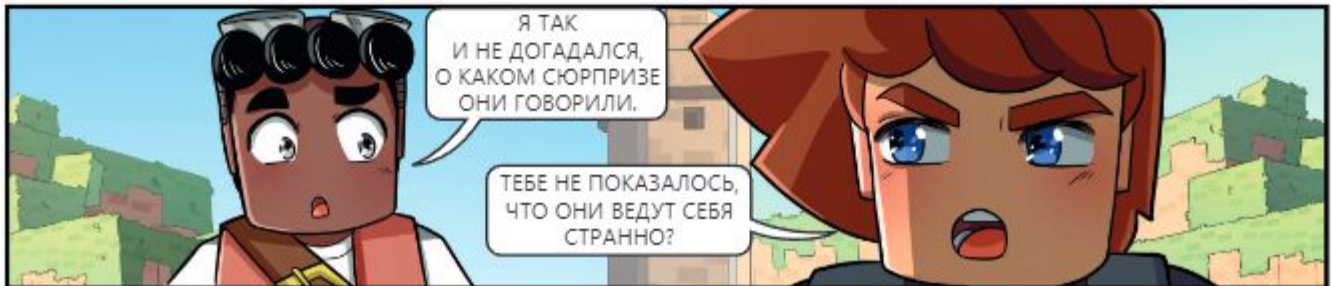 Я ТАК
И НЕ ДОГАДАЛСЯ,
О КАКОМ СЮРПРИЗЕ
ОНИ ГОВОРИЛИ.
ТЕБЕ НЕ ПОКАЗАЛОСЬ,
ЧТО ОНИ ВЕДУТ СЕБЯ
СТРАННО?